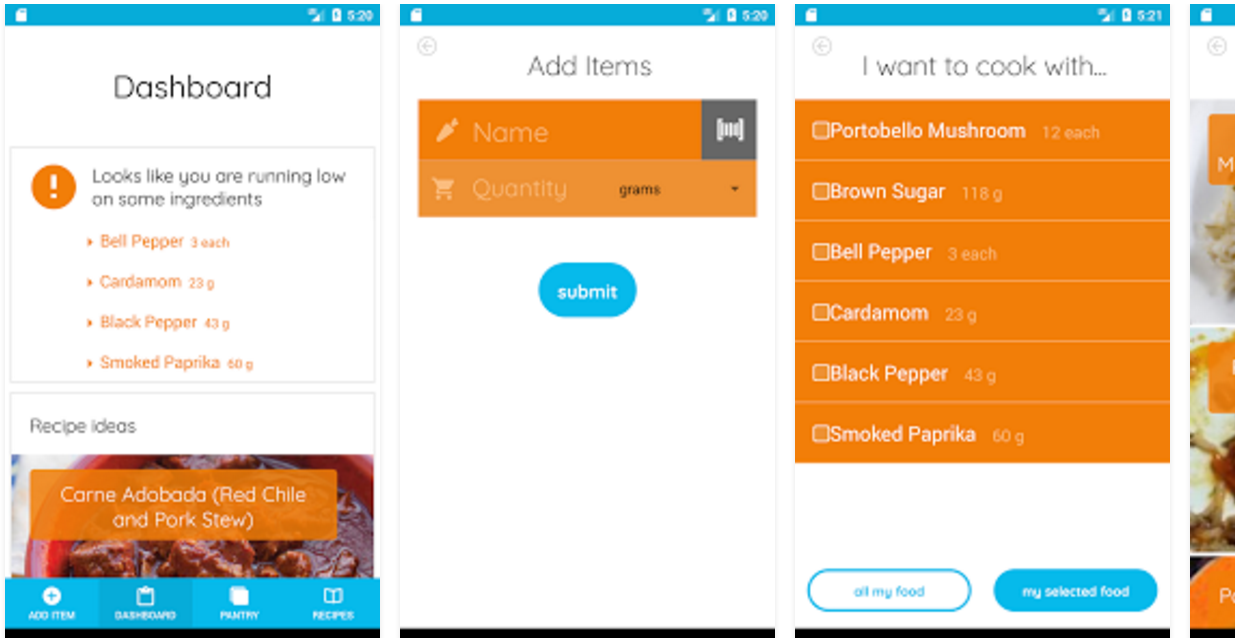 5:20
Dashboard
Looks like you are running low
on some ingredients
Bell Pepper 3 each
Cardamom 23 g
Black Pepper 43 g
Smoked Paprika 60 g
Recipe ideas
Carne Adobada (Red Chile
and Pork Stew)
ADD ITEM DASHBOARD PANTRY RECIPES
5:20
Add Items
Name
Quantity grams
submit
5:21
I want to cook with...
Portobello Mushroom 12 each
Brown Sugar 118 g
Bell Pepper 3 each
Cardamom 23 g
Black Pepper 43 g
Smoked Paprika 60 g
all my food my selected food